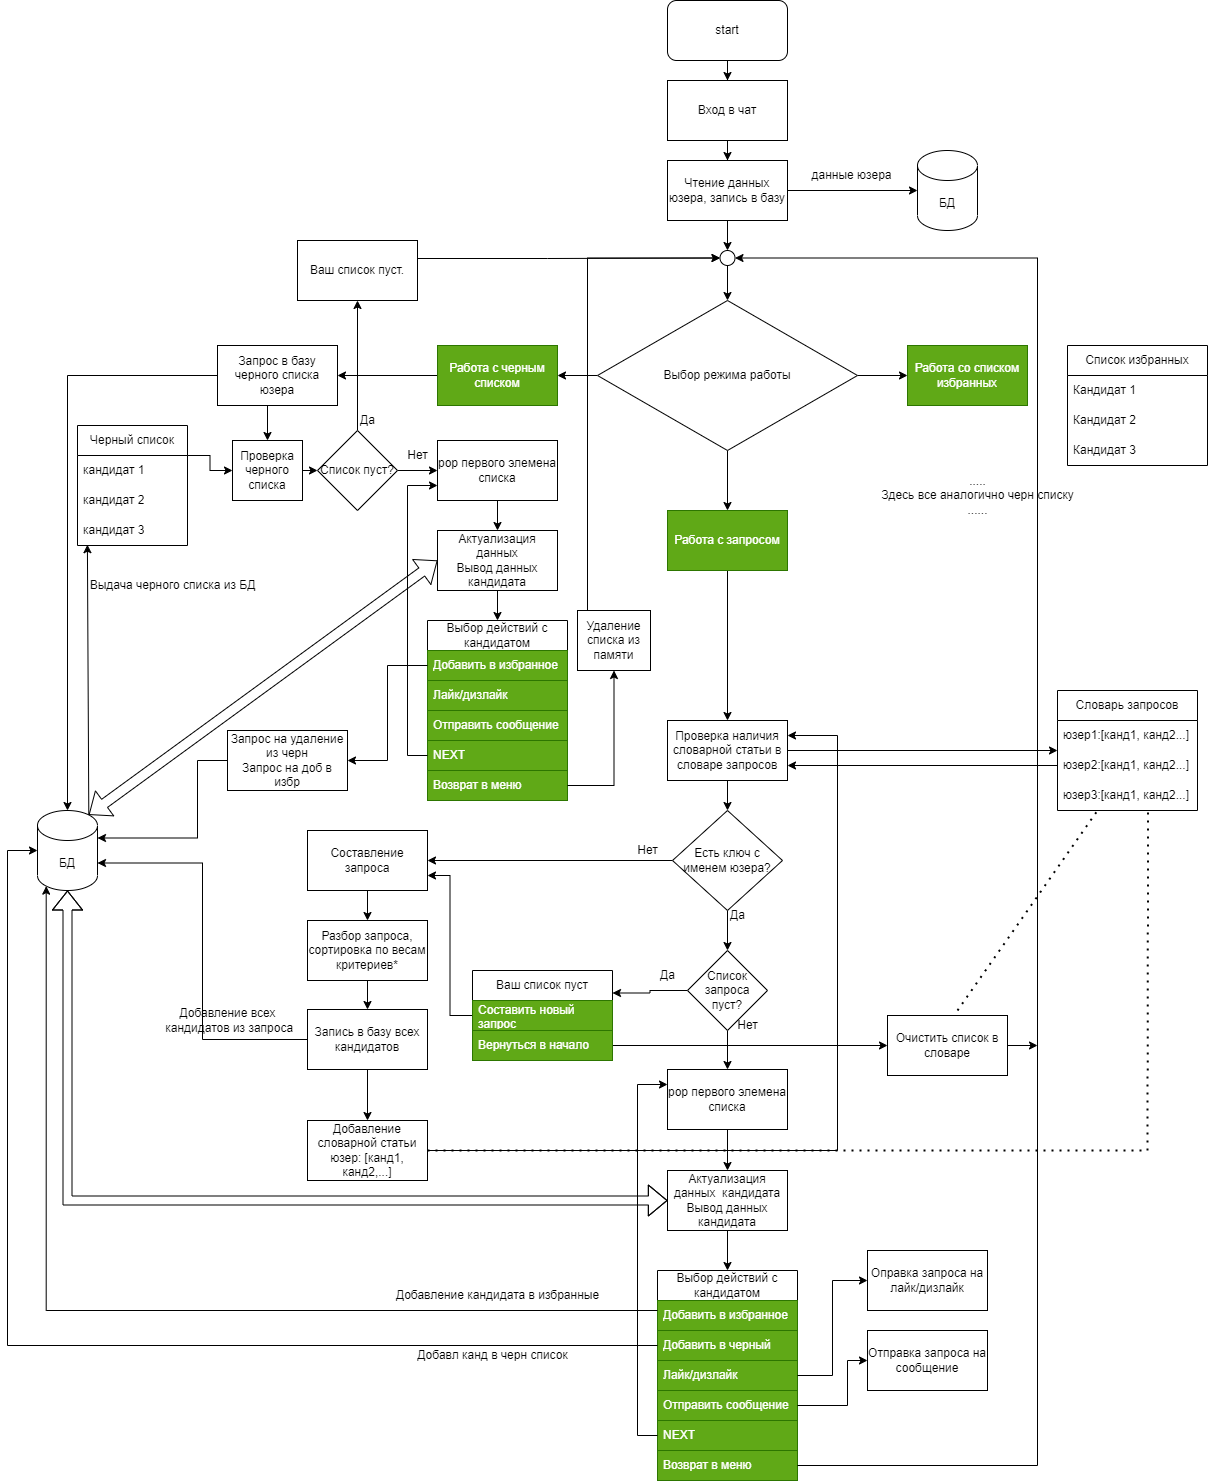 start
Вход в чат
Чтение данных
юзера, запись в базу
данные юзера
БД
Ваш список пуст.
Запрос в базу
черного списка
юзера
Работа с черным
списком
Выбор режима работы
Работа со списком
избранных
Список избранных
Кандидат 1
Кандидат 2
Кандидат 3
Да
Черный список
кандидат 1
кандидат 2
кандидат 3
Проверка
черного
списка
Список пуст?
Нет
pop первого элемена
списка
.....
Здесь все аналогично черн списку
......
Работа с запросом
Актуализация
данных
Вывод данных
кандидата
Выдача черного списка из БД
Выбор действий с
кандидатом
Добавить в избранное
Лайк/дизлайк
Отправить сообщение
NEXT
Возврат в меню
Удаление
списка из
памяти
Запрос на удаление
из черн
Запрос на доб в
избр
Проверка наличия
словарной статьи в
словаре запросов
Словарь запросов
юзер1:[канд1, канд2...]
юзер2:[канд1, канд2...]
юзер3:[канд1, канд2...]
БД
Составление
запроса
Нет
Есть ключ с
именем юзера?
Да
Разбор запроса,
сортировка по весам
критериев*
Ваш список пуст
Составить новый
запрос
Вернуться в начало
Да
Список
запроса
пуст?
Нет
Добавление всех
кандидатов из запроса
Запись в базу всех
кандидатов
Очистить список в
словаре
pop первого элемена
списка
Добавление
словарной статьи
юзер: [канд1,
канд2,...]
Актуализация
данных  кандидата
Вывод данных
кандидата
Выбор действий с
кандидатом
Добавить в избранное
Добавить в черный
Лайк/дизлайк
Отправить сообщение
NEXT
Возврат в меню
Добавление кандидата в избранные
Добавл канд в черн список
Оправка запроса на
лайк/дизлайк
Отправка запроса на
сообщение